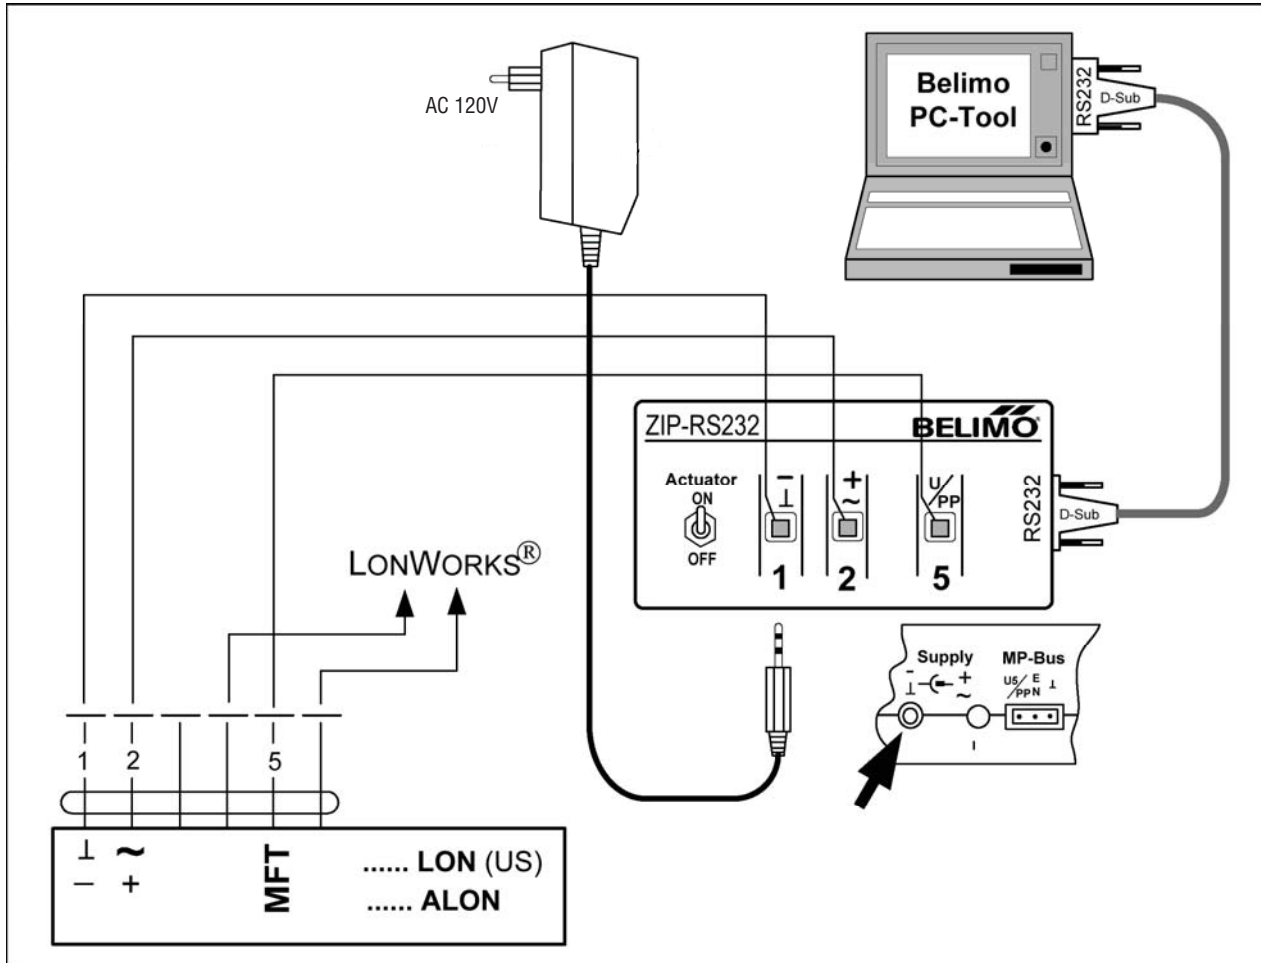 AC 120V
Belimo
PC-Tool
RS232
D-Sub
ZIP-RS232
BELIMO
Actuator
ON
OFF
-
⊥
+
~
U/PP
1
2
5
RS232
D-Sub
LONWORKS®
Supply
MP-Bus
- ⊥
+ ~
U5/PP
E N
⊥
I
1
2
5
⊥
~
–
+
MFT
...... LON (US)
...... ALON